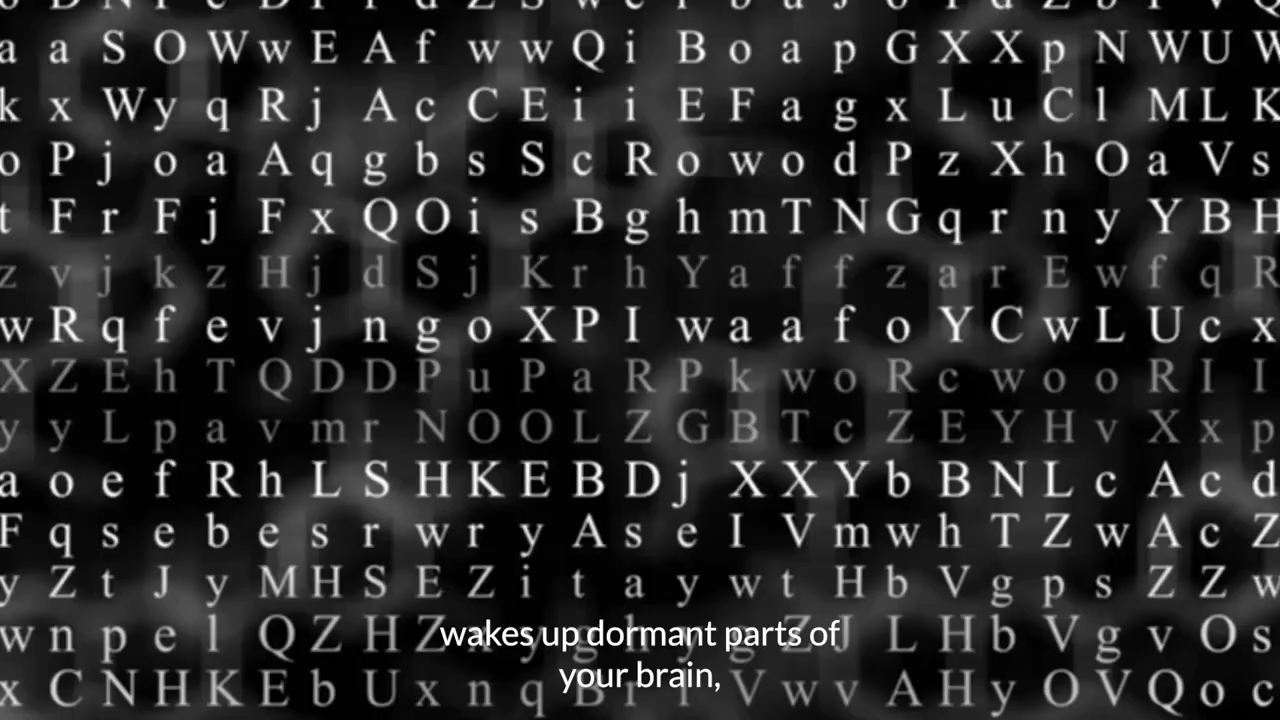 a a S O W w E A f w w Q i B o a p G X X p N W U W
k x W y q R j A c C E i i E F a g x L u C l M L K
o P j o a A q g b s S c R o w o d P z X h O a V s
t F r F j F x Q O i s B g h m T N G q r n y Y B H
z v j k z H j d S j K r h Y a f f z a r E w f q R
w R q f e v j n g o X P I w a a f o Y C w L U c x
X Z E h T Q D D P u P a R P k w o R c w o o R I I
y y L p a v m r N O O L Z G B T c Z E Y H v X x p
a o e f R h L S H K E B D j X X Y b B N L c A c d
F q s e b e s r w r y A s e I V m w h T Z w A c Z
y Z t J y M H S E Z i t a y w t H b V g p s Z Z w
w n p e l Q Z H Z y g h y g Z J L H b V g v O s
x C N H K E b U x n q B V w v A H y O V Q o c
wakes up dormant parts of
your brain,